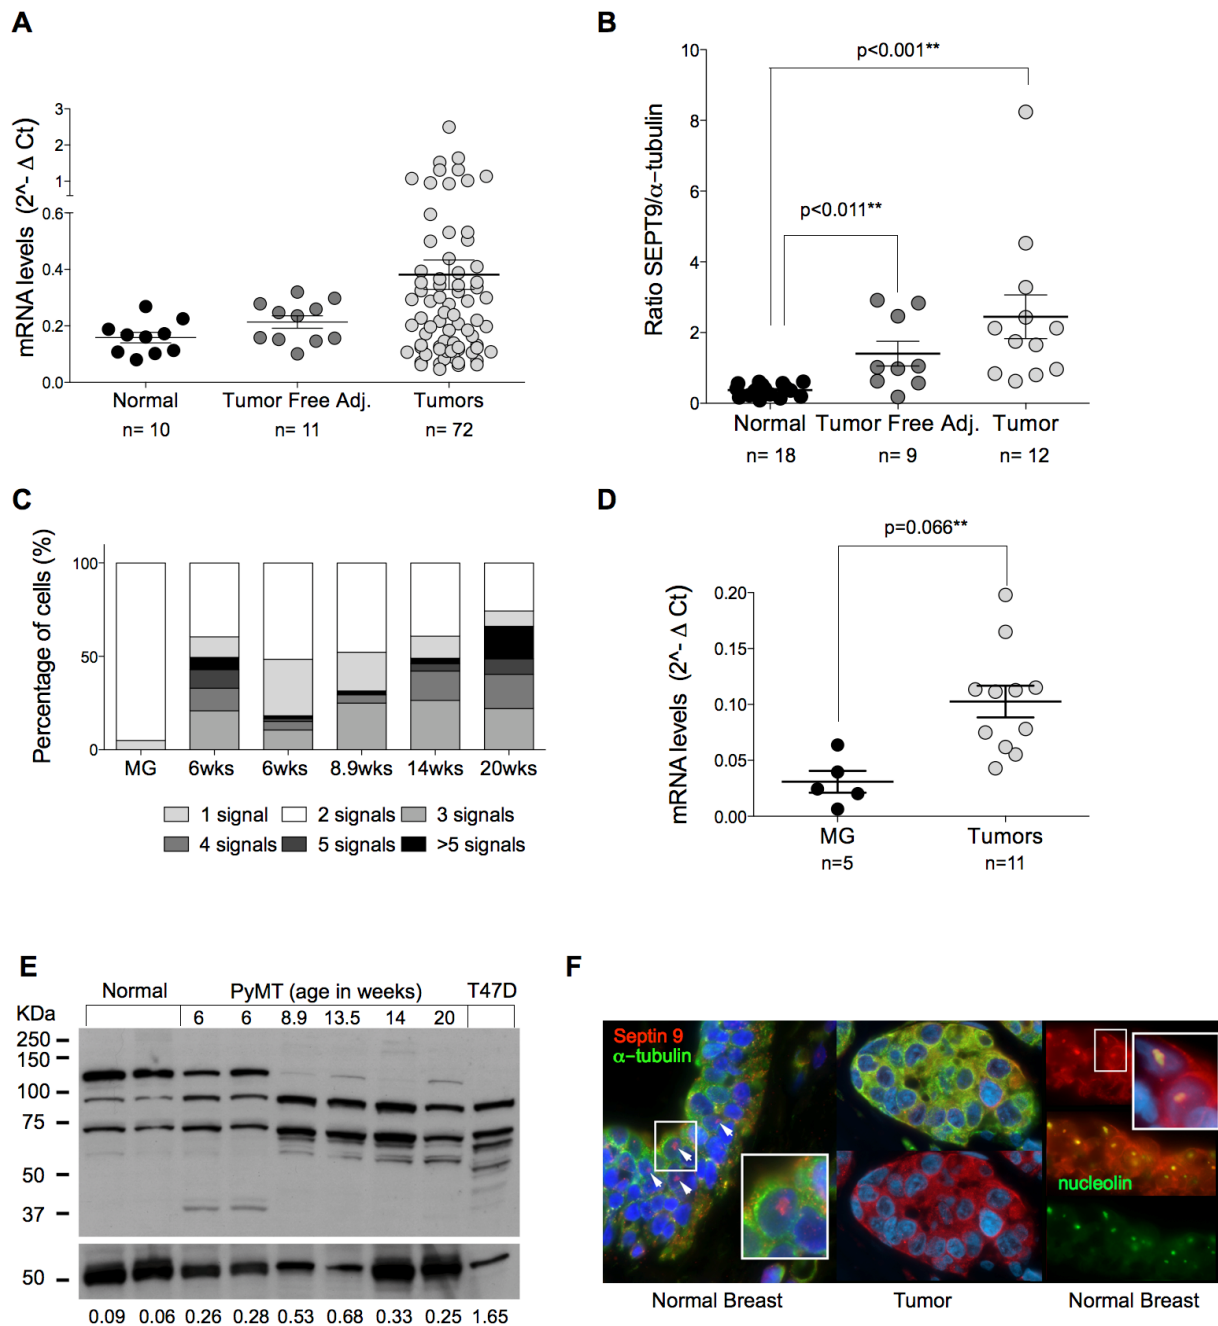 A
mRNA levels (2^- Δ Ct)
3
2
1
0.6
0.4
0.2
0.0
Normal Tumor Free Adj. Tumors
n= 10 n= 11 n= 72
B
Ratio SEPT9/α−tubulin
p<0.001**
p<0.011**
10
8
6
4
2
0
Normal Tumor Free Adj. Tumor
n= 18 n= 9 n= 12
C
Percentage of cells (%)
100
50
0
MG 6wks 6wks 8.9wks 14wks 20wks
1 signal 2 signals 3 signals
4 signals 5 signals >5 signals
D
p=0.066**
mRNA levels (2^- Δ Ct)
0.20
0.15
0.10
0.05
0.00
MG Tumors
n=5 n=11
E
Normal PyMT (age in weeks) T47D
KDa 6 6 8.9 13.5 14 20
250
150
100
75
50
37
50
0.09 0.06 0.26 0.28 0.53 0.68 0.33 0.25 1.65
F
Septin 9
α−tubulin
nucleolin
Normal Breast Tumor Normal Breast